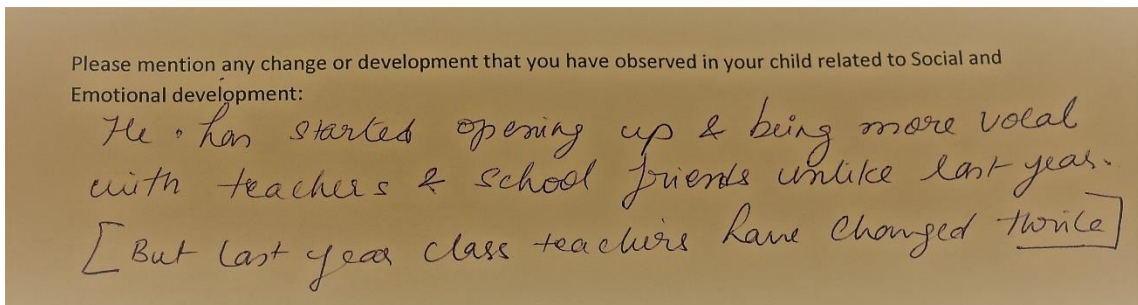 Please mention any change or development that you have observed in your child related to Social and
Emotional development:
He has started opening up & being more vocal
with teachers & school friends unlike last year.
[But last year class teachers have changed thrice]